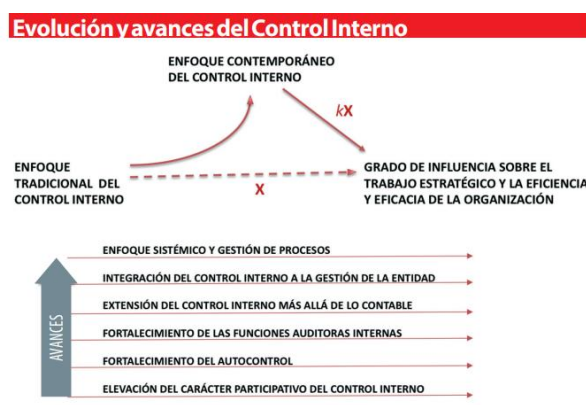 Evolución y avances del Control Interno
ENFOQUE CONTEMPORÁNEO
DEL CONTROL INTERNO
kX
ENFOQUE
TRADICIONAL DEL
CONTROL INTERNO
X
GRADO DE INFLUENCIA SOBRE EL
TRABAJO ESTRATÉGICO Y LA EFICIENCIA
Y EFICACIA DE LA ORGANIZACIÓN
AVANCES
ENFOQUE SISTÉMICO Y GESTIÓN DE PROCESOS
INTEGRACIÓN DEL CONTROL INTERNO A LA GESTIÓN DE LA ENTIDAD
EXTENSIÓN DEL CONTROL INTERNO MÁS ALLÁ DE LO CONTABLE
FORTALECIMIENTO DE LAS FUNCIONES AUDITORAS INTERNAS
FORTALECIMIENTO DEL AUTOCONTROL
ELEVACIÓN DEL CARÁCTER PARTICIPATIVO DEL CONTROL INTERNO